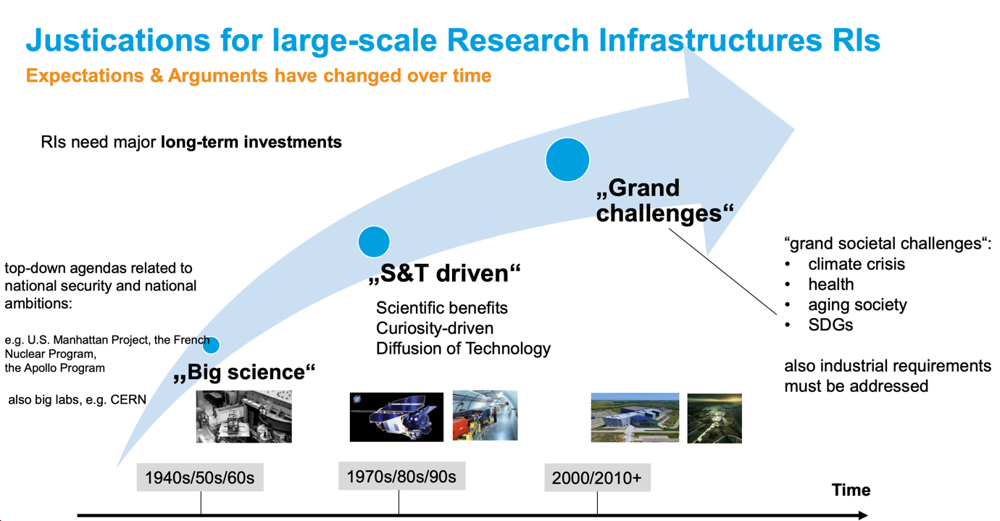 Justications for large-scale Research Infrastructures RIs
Expectations & Arguments have changed over time
RIs need major long-term investments
„Grand
challenges“
“grand societal challenges“:
• climate crisis
• health
• aging society
• SDGs
also industrial requirements
must be addressed
„S&T driven“
Scientific benefits
Curiosity-driven
Diffusion of Technology
top-down agendas related to
national security and national
ambitions:
e.g. U.S. Manhattan Project, the French
Nuclear Program,
the Apollo Program
„Big science“
also big labs, e.g. CERN
1940s/50s/60s
1970s/80s/90s
2000/2010+
Time